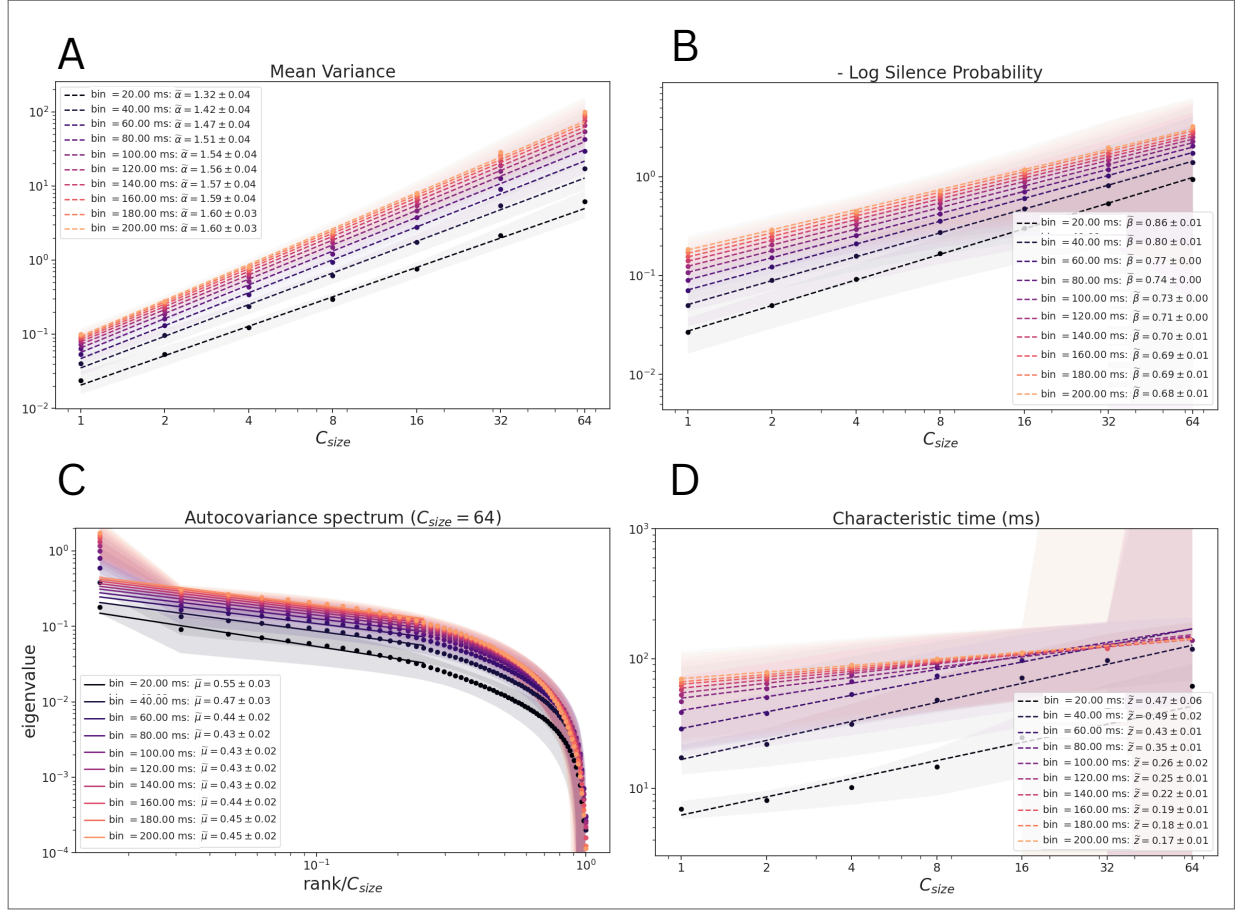 A
Mean Variance
bin = 20.00 ms: α̃ = 1.32 ± 0.04
bin = 40.00 ms: α̃ = 1.42 ± 0.04
bin = 60.00 ms: α̃ = 1.47 ± 0.04
bin = 80.00 ms: α̃ = 1.51 ± 0.04
bin = 100.00 ms: α̃ = 1.54 ± 0.04
bin = 120.00 ms: α̃ = 1.56 ± 0.04
bin = 140.00 ms: α̃ = 1.57 ± 0.04
bin = 160.00 ms: α̃ = 1.59 ± 0.04
bin = 180.00 ms: α̃ = 1.60 ± 0.03
bin = 200.00 ms: α̃ = 1.60 ± 0.03
10²
10¹
10⁰
10⁻¹
10⁻²
1 2 4 8 16 32 64
C_size
B
- Log Silence Probability
10⁰
10⁻¹
10⁻²
bin = 20.00 ms: β̃ = 0.86 ± 0.01
bin = 40.00 ms: β̃ = 0.80 ± 0.01
bin = 60.00 ms: β̃ = 0.77 ± 0.00
bin = 80.00 ms: β̃ = 0.74 ± 0.00
bin = 100.00 ms: β̃ = 0.73 ± 0.00
bin = 120.00 ms: β̃ = 0.71 ± 0.00
bin = 140.00 ms: β̃ = 0.70 ± 0.01
bin = 160.00 ms: β̃ = 0.69 ± 0.01
bin = 180.00 ms: β̃ = 0.69 ± 0.01
bin = 200.00 ms: β̃ = 0.68 ± 0.01
1 2 4 8 16 32 64
C_size
C
Autocovariance spectrum (C_size = 64)
eigenvalue
10⁰
10⁻¹
10⁻²
10⁻³
10⁻⁴
bin = 20.00 ms: μ̃ = 0.55 ± 0.03
bin = 40.00 ms: μ̃ = 0.47 ± 0.03
bin = 60.00 ms: μ̃ = 0.44 ± 0.02
bin = 80.00 ms: μ̃ = 0.43 ± 0.02
bin = 100.00 ms: μ̃ = 0.43 ± 0.02
bin = 120.00 ms: μ̃ = 0.43 ± 0.02
bin = 140.00 ms: μ̃ = 0.43 ± 0.02
bin = 160.00 ms: μ̃ = 0.44 ± 0.02
bin = 180.00 ms: μ̃ = 0.45 ± 0.02
bin = 200.00 ms: μ̃ = 0.45 ± 0.02
10⁻¹ 10⁰
rank/C_size
D
Characteristic time (ms)
10³
10²
10¹
bin = 20.00 ms: z̃ = 0.47 ± 0.06
bin = 40.00 ms: z̃ = 0.49 ± 0.02
bin = 60.00 ms: z̃ = 0.43 ± 0.01
bin = 80.00 ms: z̃ = 0.35 ± 0.01
bin = 100.00 ms: z̃ = 0.26 ± 0.02
bin = 120.00 ms: z̃ = 0.25 ± 0.01
bin = 140.00 ms: z̃ = 0.22 ± 0.01
bin = 160.00 ms: z̃ = 0.19 ± 0.01
bin = 180.00 ms: z̃ = 0.18 ± 0.01
bin = 200.00 ms: z̃ = 0.17 ± 0.01
1 2 4 8 16 32 64
C_size